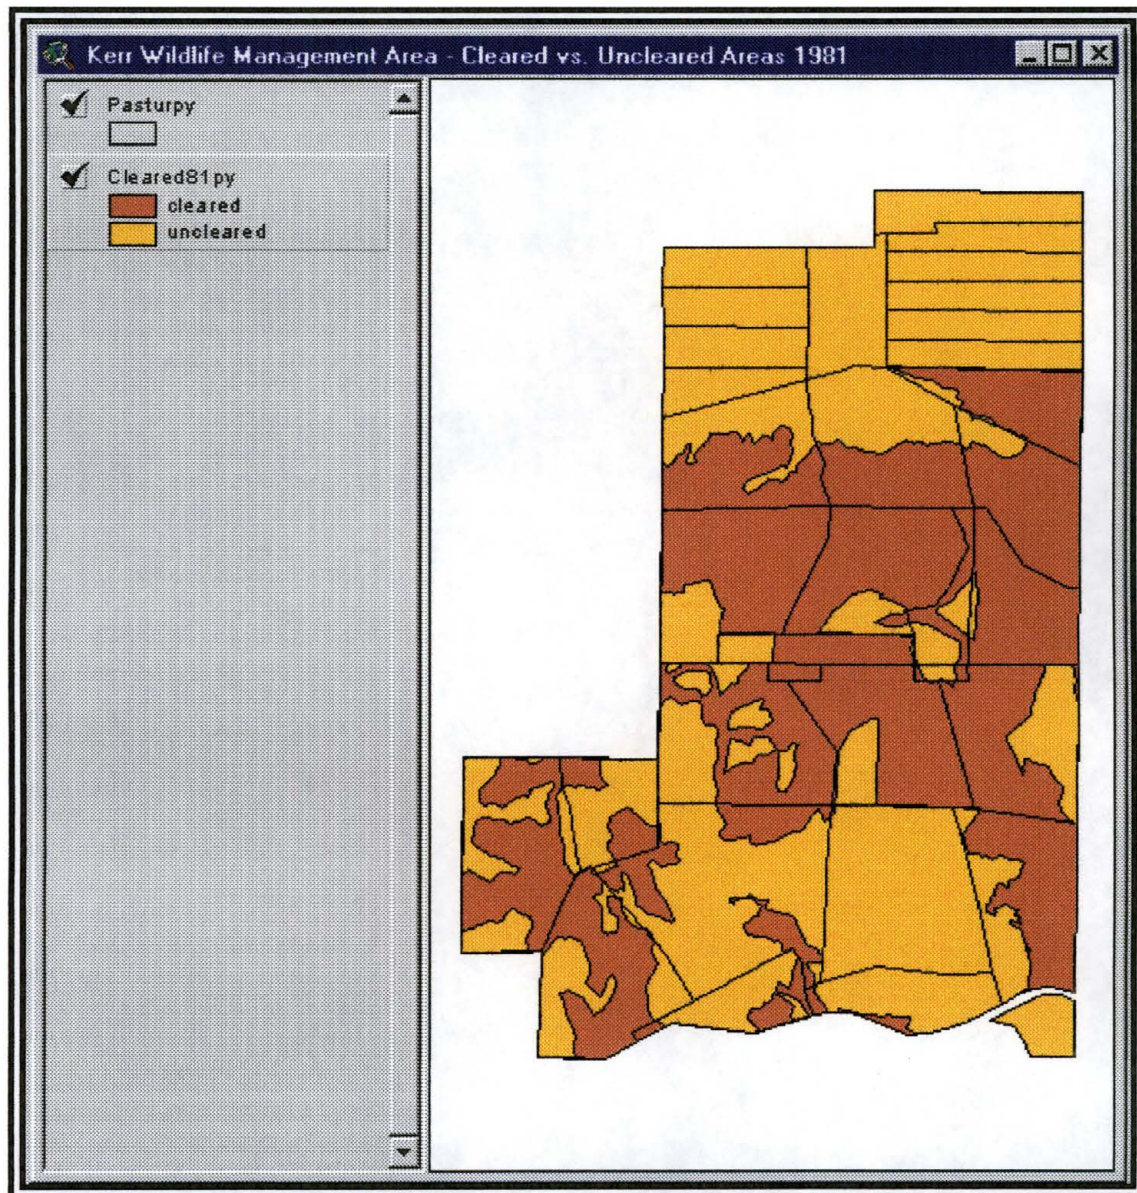 Kerr Wildlife Management Area - Cleared vs. Uncleared Areas 1981
Pasturpy
Cleared81py
cleared
uncleared